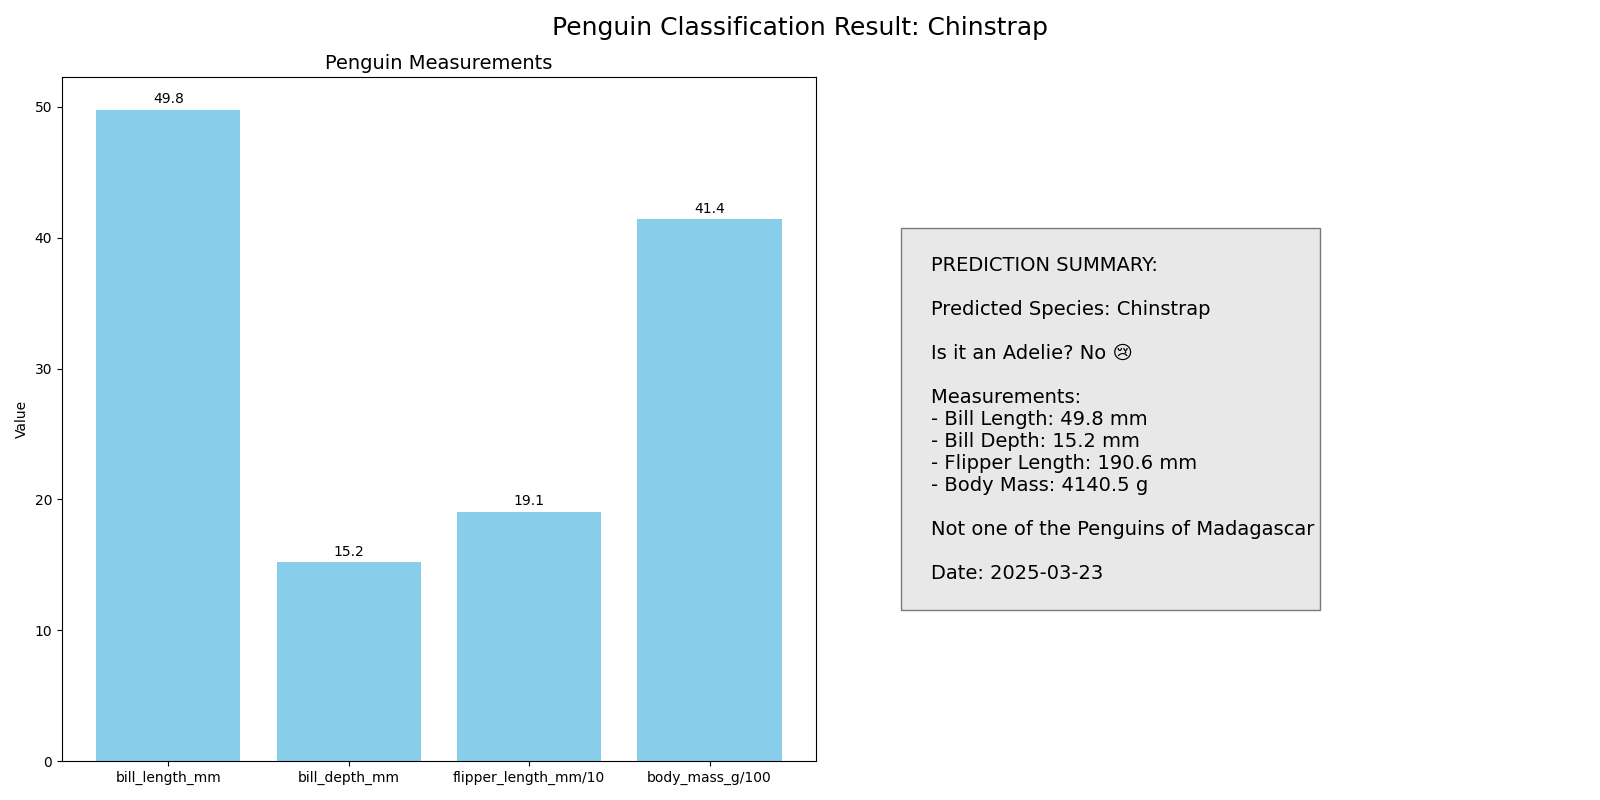 Penguin Classification Result: Chinstrap
Penguin Measurements
49.8
15.2
19.1
41.4
50
40
30
20
10
0
Value
bill_length_mm
bill_depth_mm
flipper_length_mm/10
body_mass_g/100
PREDICTION SUMMARY:
Predicted Species: Chinstrap
Is it an Adelie? No 😢
Measurements:
- Bill Length: 49.8 mm
- Bill Depth: 15.2 mm
- Flipper Length: 190.6 mm
- Body Mass: 4140.5 g
Not one of the Penguins of Madagascar
Date: 2025-03-23